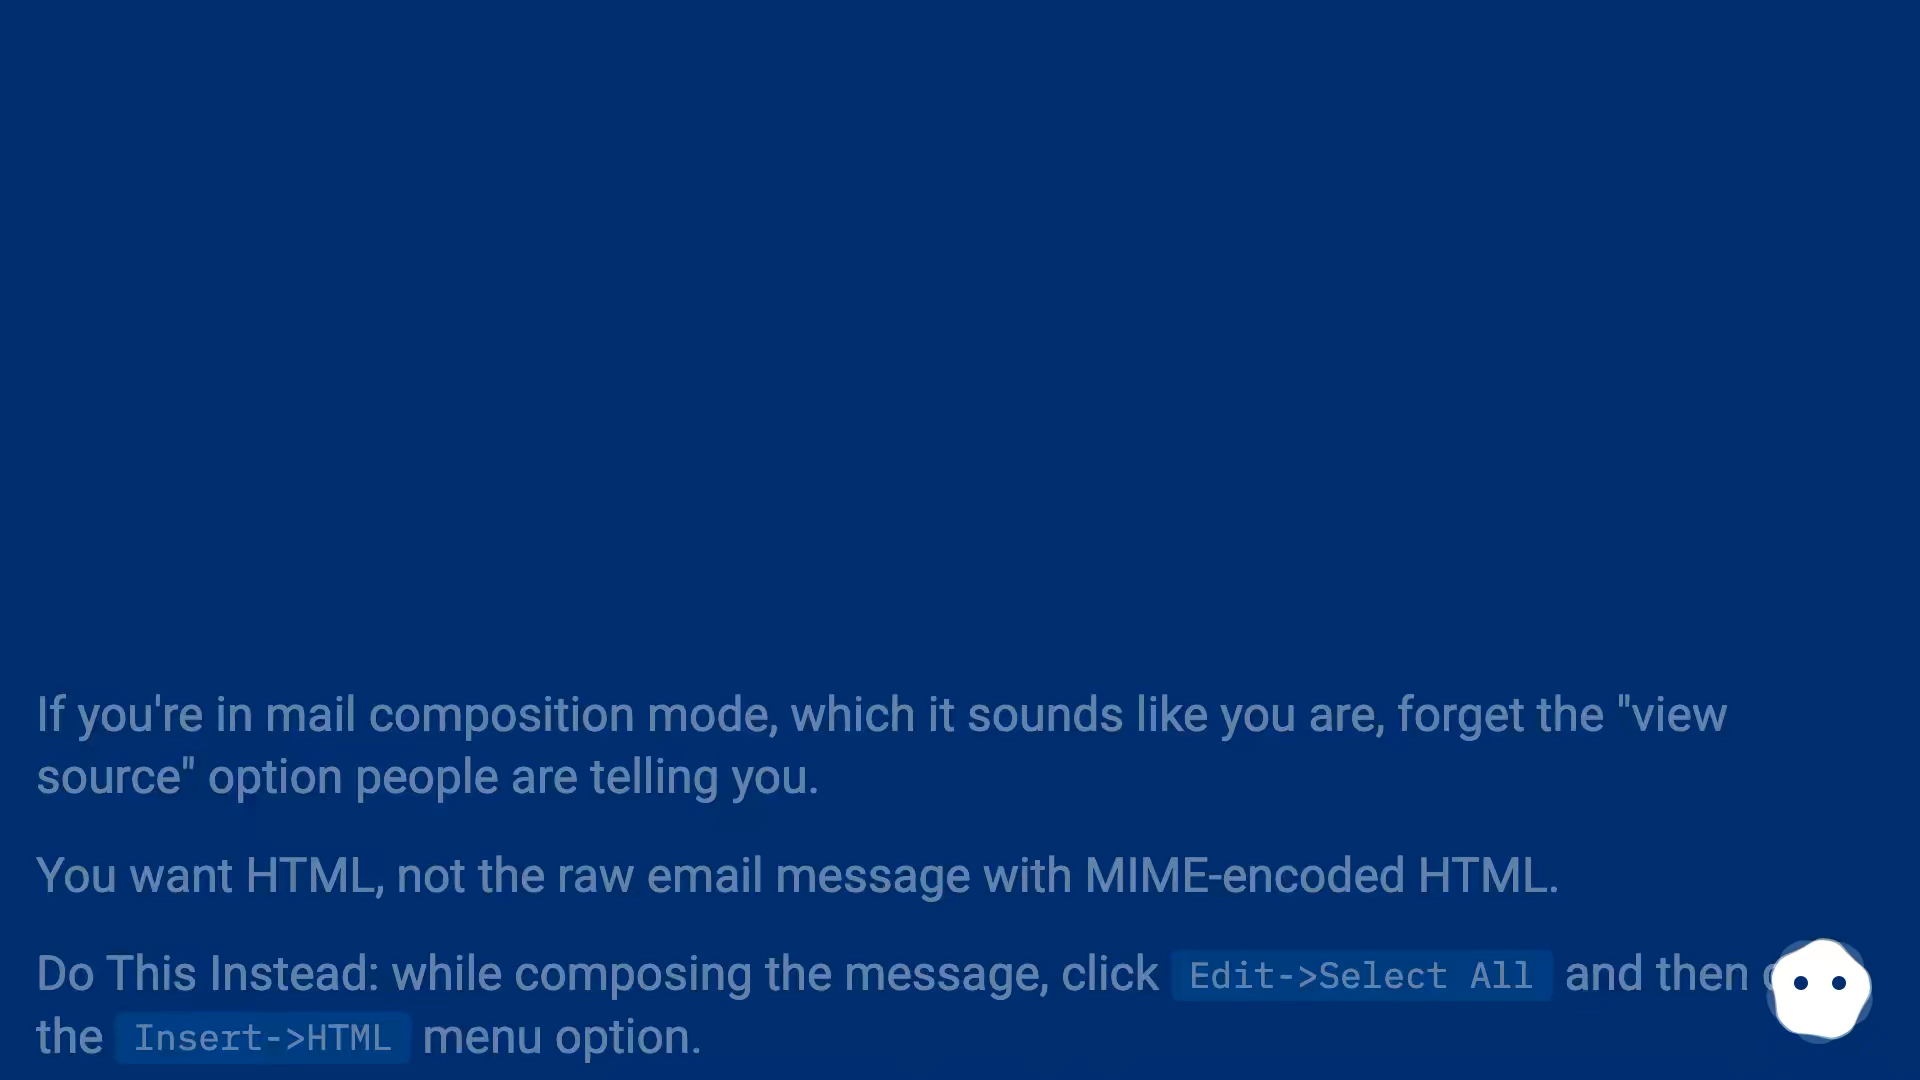 If you're in mail composition mode, which it sounds like you are, forget the "view
source" option people are telling you.
You want HTML, not the raw email message with MIME-encoded HTML.
Do This Instead: while composing the message, click Edit->Select All and then
the Insert->HTML menu option.